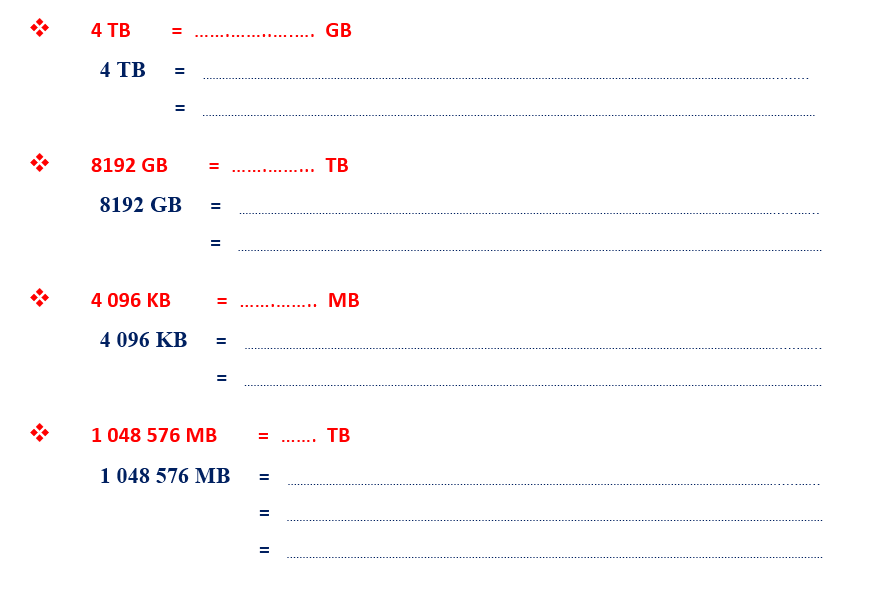 ❖ 4 TB = ...................... GB
4 TB = ............................................................
= ............................................................
❖ 8192 GB = ............... TB
8192 GB = ............................................................
= ............................................................
❖ 4 096 KB = .............. MB
4 096 KB = ............................................................
= ............................................................
❖ 1 048 576 MB = ....... TB
1 048 576 MB = ............................................................
= ............................................................
= ............................................................